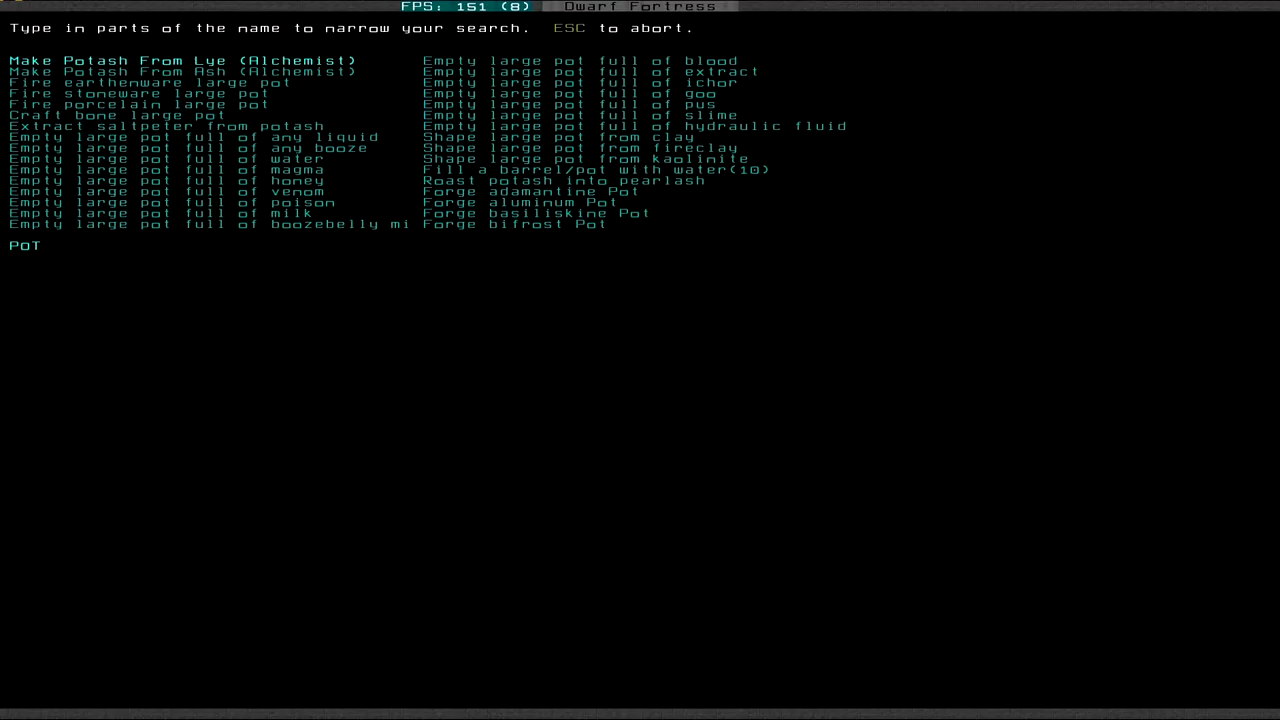 FPS: 151 (8) Dwarf Fortress
Type in parts of the name to narrow your search. ESC to abort.
Make Potash From Lye (Alchemist)
Make Potash From Ash (Alchemist)
Fire earthenware large pot
Fire stoneware large pot
Fire porcelain large pot
Craft bone large pot
Extract saltpeter from potash
Empty large pot full of any liquid
Empty large pot full of any booze
Empty large pot full of water
Empty large pot full of magma
Empty large pot full of honey
Empty large pot full of venom
Empty large pot full of poison
Empty large pot full of milk
Empty large pot full of boozebelly mi
Empty large pot full of blood
Empty large pot full of extract
Empty large pot full of ichor
Empty large pot full of goo
Empty large pot full of pus
Empty large pot full of slime
Empty large pot full of hydraulic fluid
Shape large pot from clay
Shape large pot from fireclay
Shape large pot from kaolinite
Fill a barrel/pot with water(10)
Roast potash into pearlash
Forge adamantine Pot
Forge aluminum Pot
Forge basiliskine Pot
Forge bifrost Pot
POT